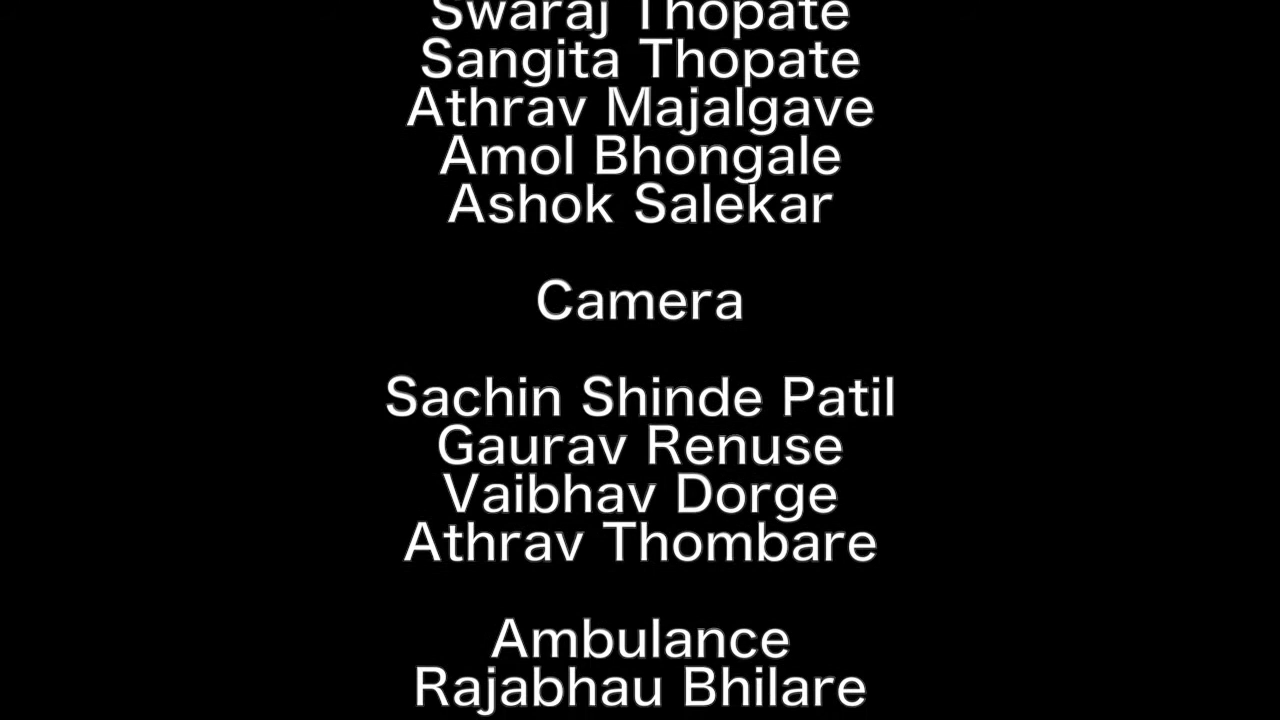 Swaraj Thopate
Sangita Thopate
Athrav Majalgave
Amol Bhongale
Ashok Salekar
Camera
Sachin Shinde Patil
Gaurav Renuse
Vaibhav Dorge
Athrav Thombare
Ambulance
Rajabhau Bhilare